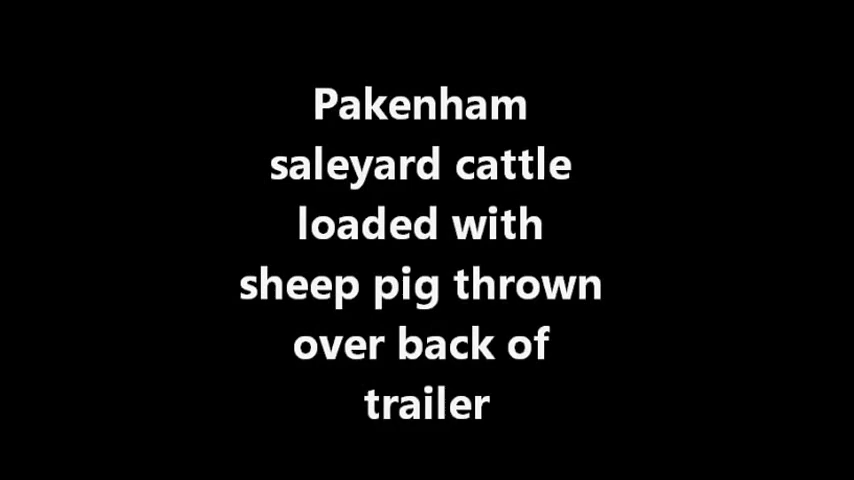 Pakenham
saleyard cattle
loaded with
sheep pig thrown
over back of
trailer